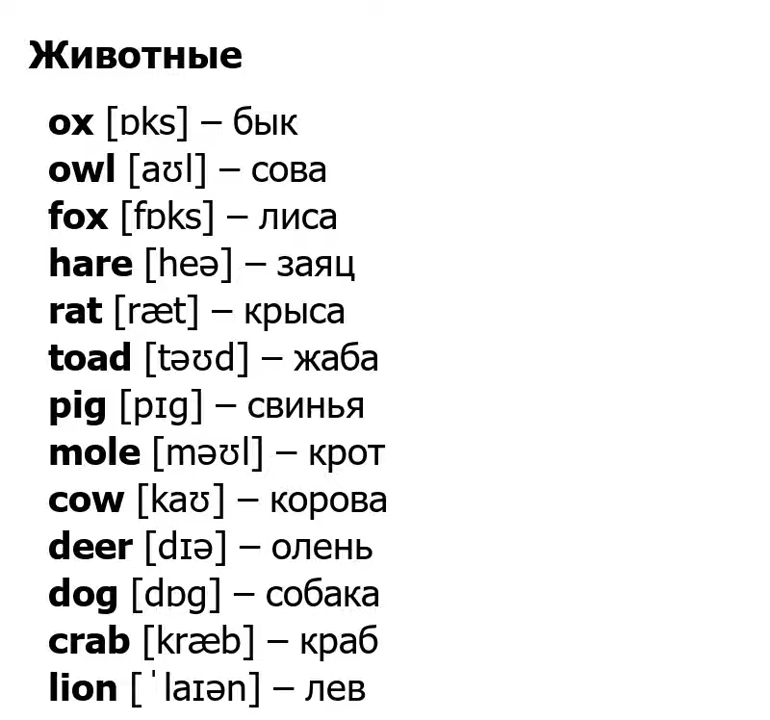 Животные
ox [ɒks] – бык
owl [aʊl] – сова
fox [fɒks] – лиса
hare [heə] – заяц
rat [ræt] – крыса
toad [təʊd] – жаба
pig [pɪg] – свинья
mole [məʊl] – крот
cow [kaʊ] – корова
deer [dɪə] – олень
dog [dɒg] – собака
crab [kræb] – краб
lion [ˈlaɪən] – лев